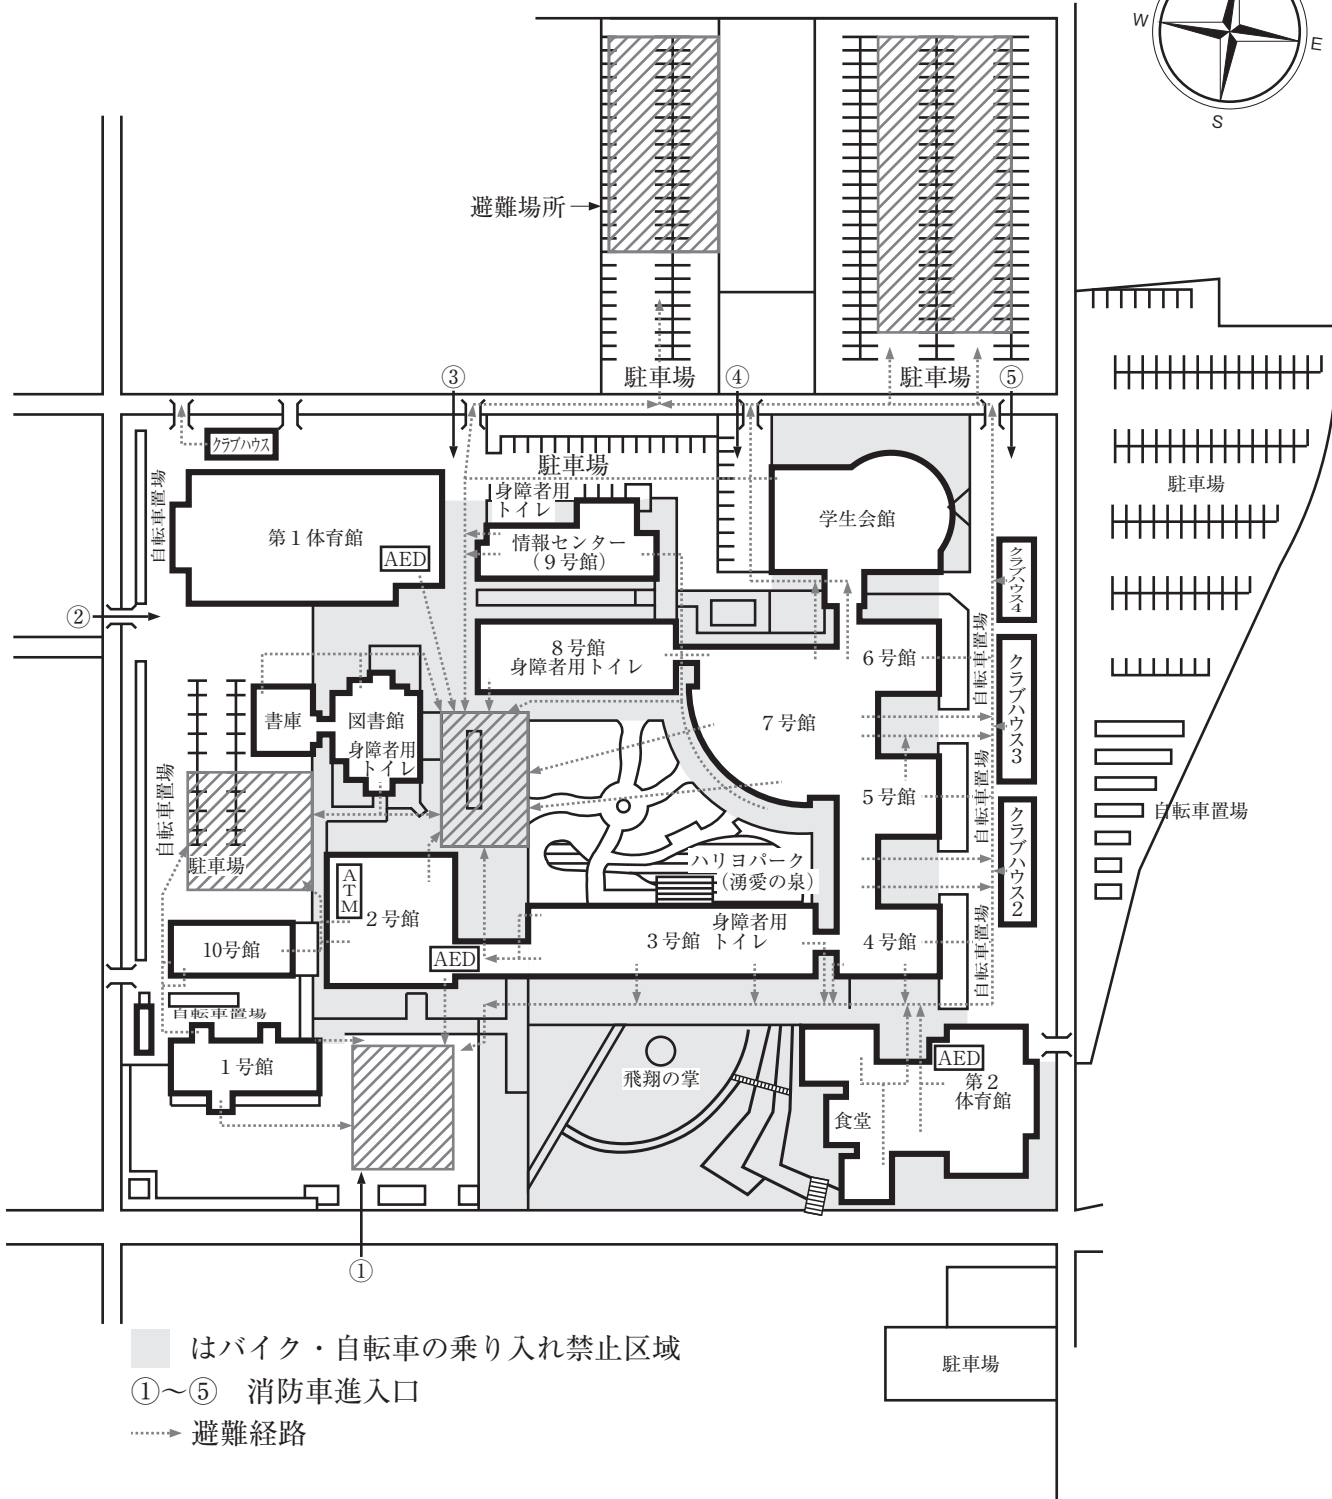 W
E
S
避難場所
駐車場
④
駐車場
⑤
③
クラブハウス
駐車場
身障者用
トイレ
自転車置場
第１体育館
AED
情報センター
（９号館）
学生会館
クラブハウス４
駐車場
②
８号館
身障者用トイレ
６号館
自転車置場
クラブハウス３
書庫
図書館
身障者用
トイレ
７号館
自転車置場
駐車場
５号館
自転車置場
自転車置場
ハリヨパーク
（湧愛の泉）
クラブハウス２
ATM
２号館
AED
10号館
３号館
身障者用
トイレ
４号館
自転車置場
自転車置場
１号館
飛翔の掌
AED
第２
体育館
食堂
①
駐車場
はバイク・自転車の乗り入れ禁止区域
①〜⑤　消防車進入口
避難経路